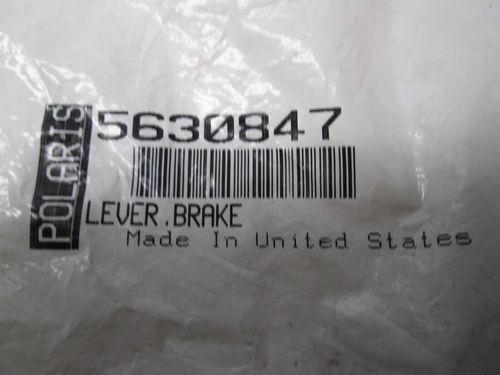 POLARIS
5630847
LEVER.BRAKE
Made In United States